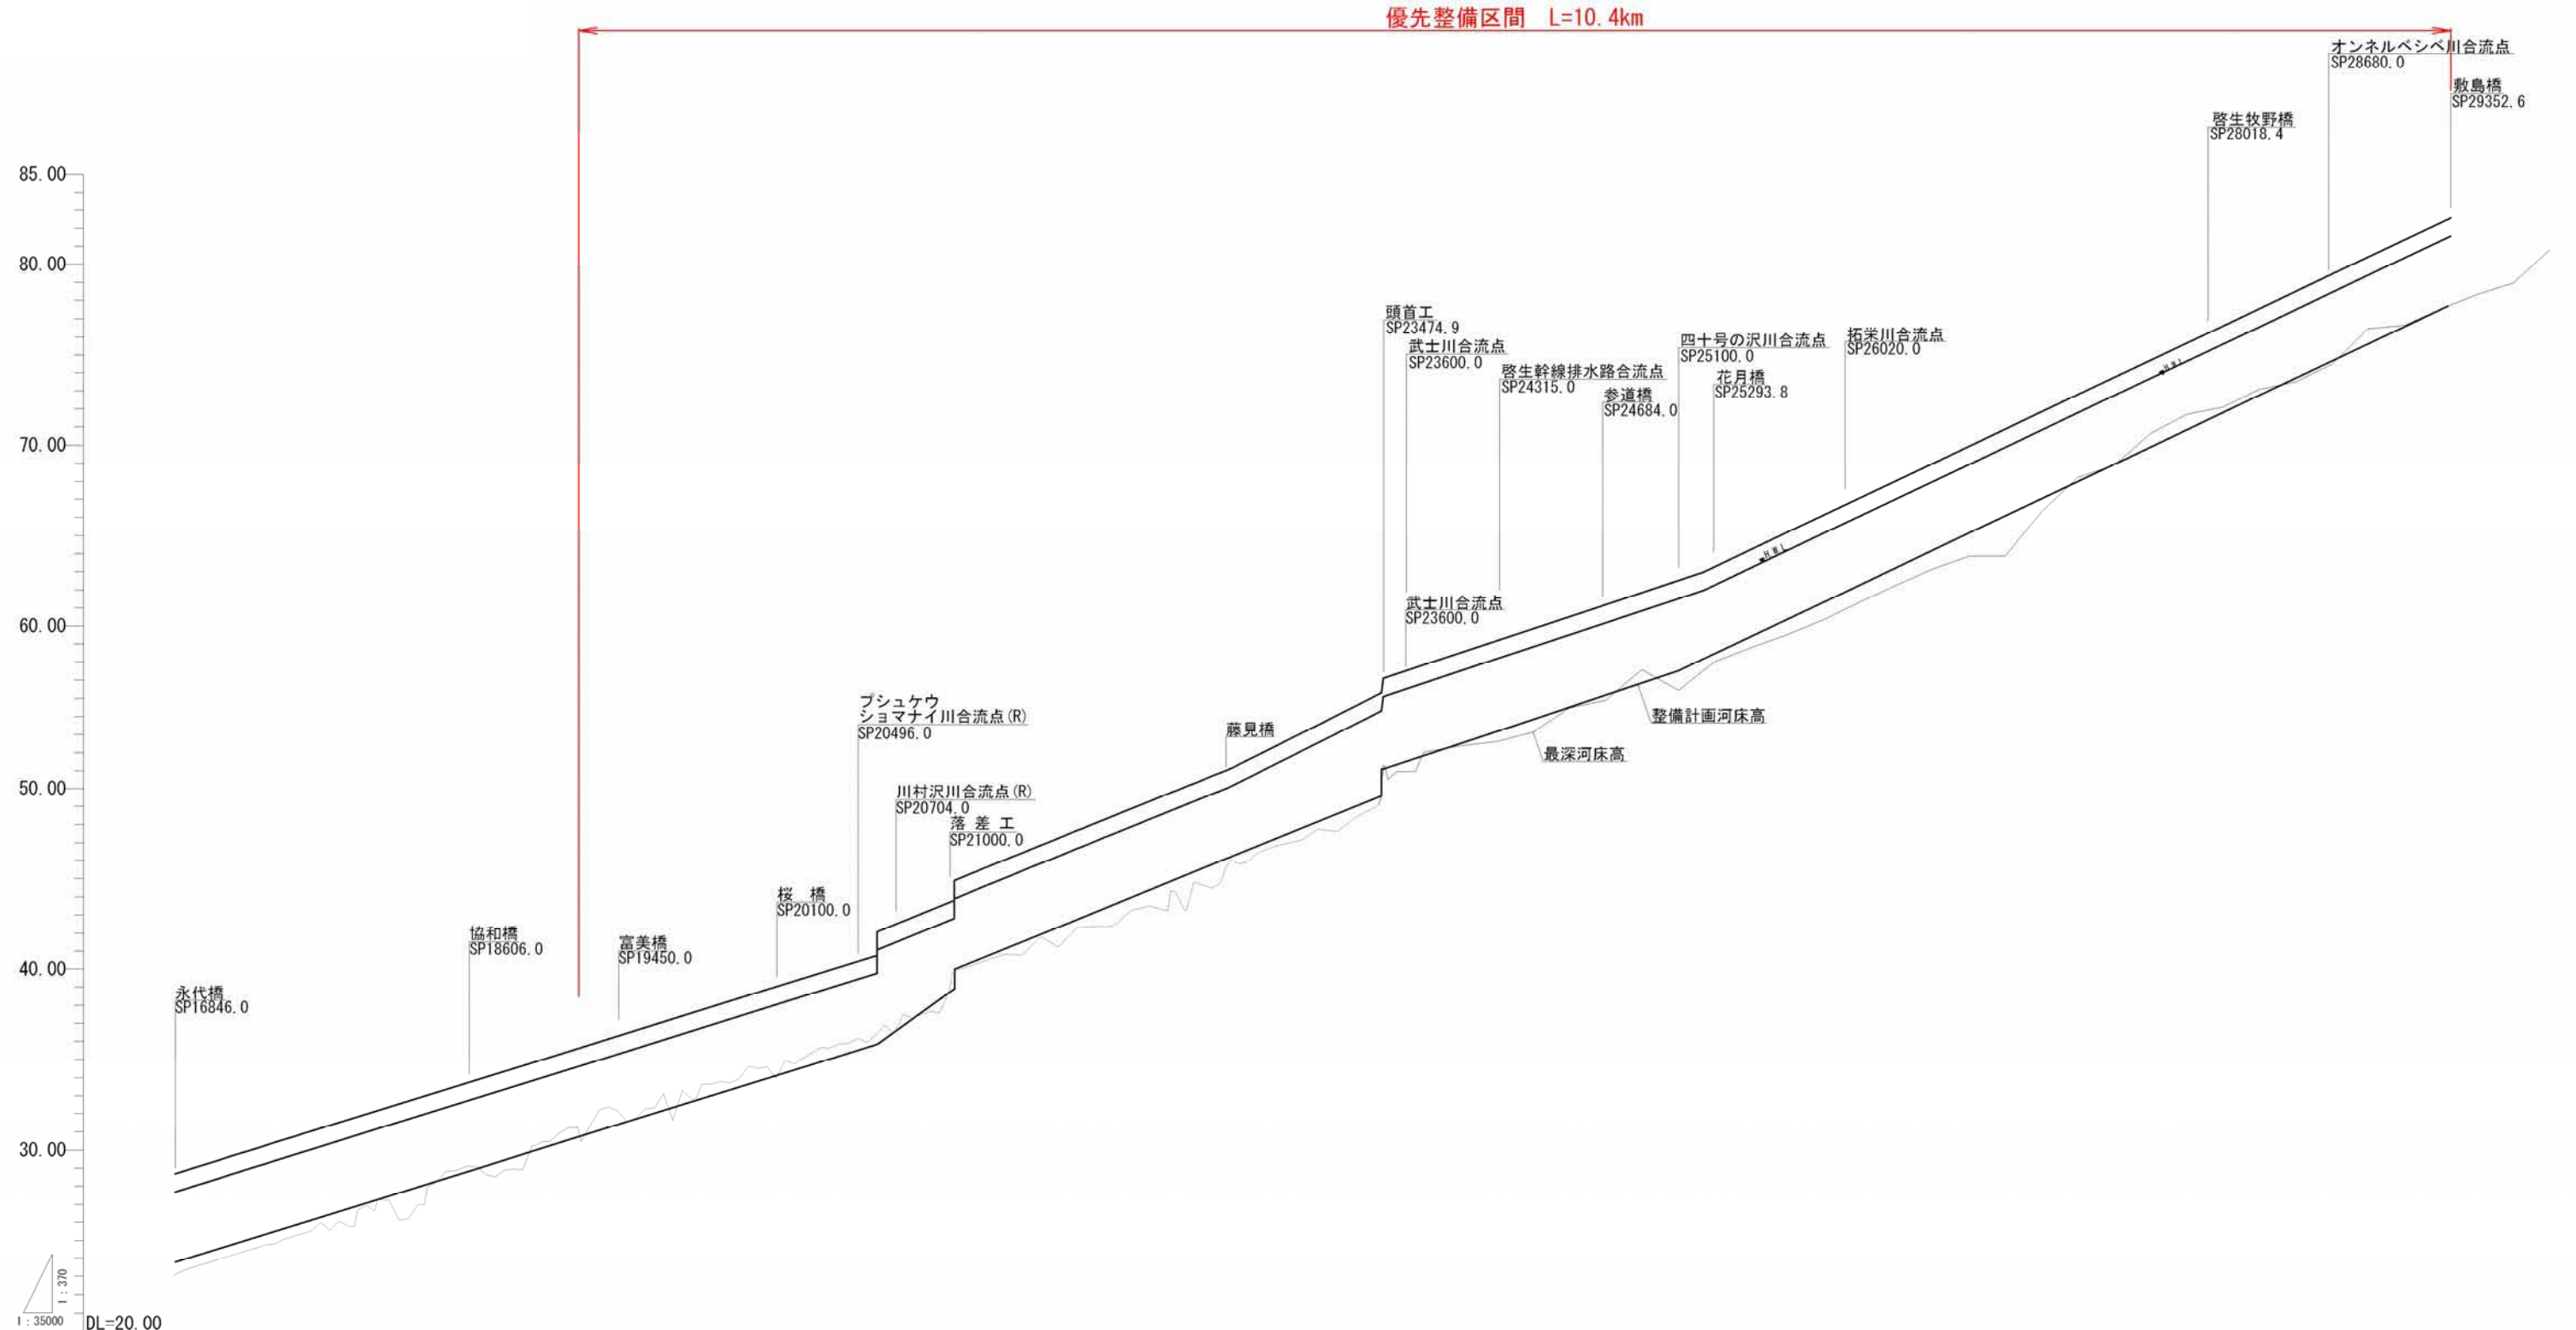 優先整備区間　L=10.4km
オンネルベシベ川合流点
SP28680.0
敷島橋
SP29352.6
啓生牧野橋
SP28018.4
85.00
80.00
頭首工
SP23474.9
武士川合流点
SP23600.0
四十号の沢川合流点
SP25100.0
拓栄川合流点
SP26020.0
啓生幹線排水路合流点
SP24315.0
花月橋
SP25293.8
参道橋
SP24684.0
H.W.L
70.00
H.W.L
60.00
武士川合流点
SP23600.0
プシュケウ
ショマナイ川合流点(R)
SP20496.0
藤見橋
整備計画河床高
最深河床高
50.00
川村沢川合流点(R)
SP20704.0
落 差 工
SP21000.0
桜　橋
SP20100.0
協和橋
SP18606.0
富美橋
SP19450.0
40.00
永代橋
SP16846.0
30.00
1:370
1:35000
DL=20.00